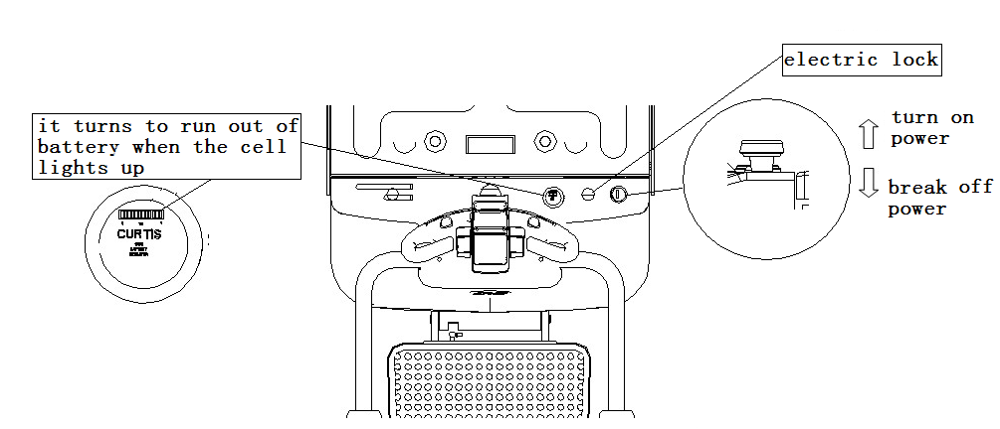 electric lock
turn on
power
break off
power
it turns to run out of
battery when the cell
lights up
CURTIS